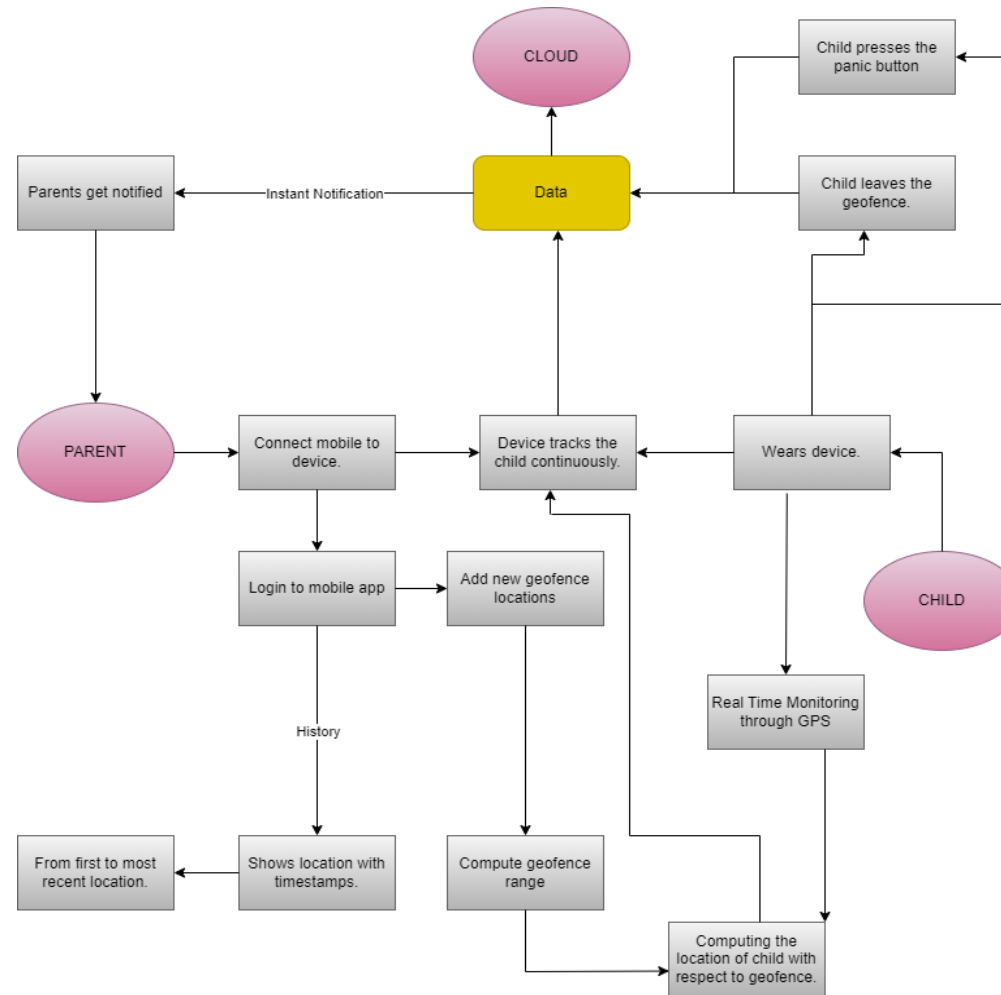 CLOUD
Child presses the
panic button
Parents get notified
Instant Notification
Data
Child leaves the
geofence.
PARENT
Connect mobile to
device.
Device tracks the
child continuously.
Wears device.
Login to mobile app
Add new geofence
locations
CHILD
Real Time Monitoring
through GPS
History
From first to most
recent location.
Shows location with
timestamps.
Compute geofence
range
Computing the
location of child with
respect to geofence.